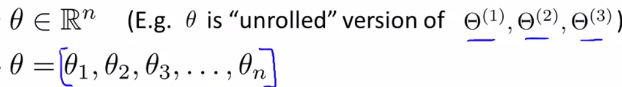 θ ∈ ℝⁿ (E.g. θ is “unrolled” version of Θ⁽¹⁾, Θ⁽²⁾, Θ⁽³⁾)
θ = [θ₁, θ₂, θ₃, . . . , θₙ]